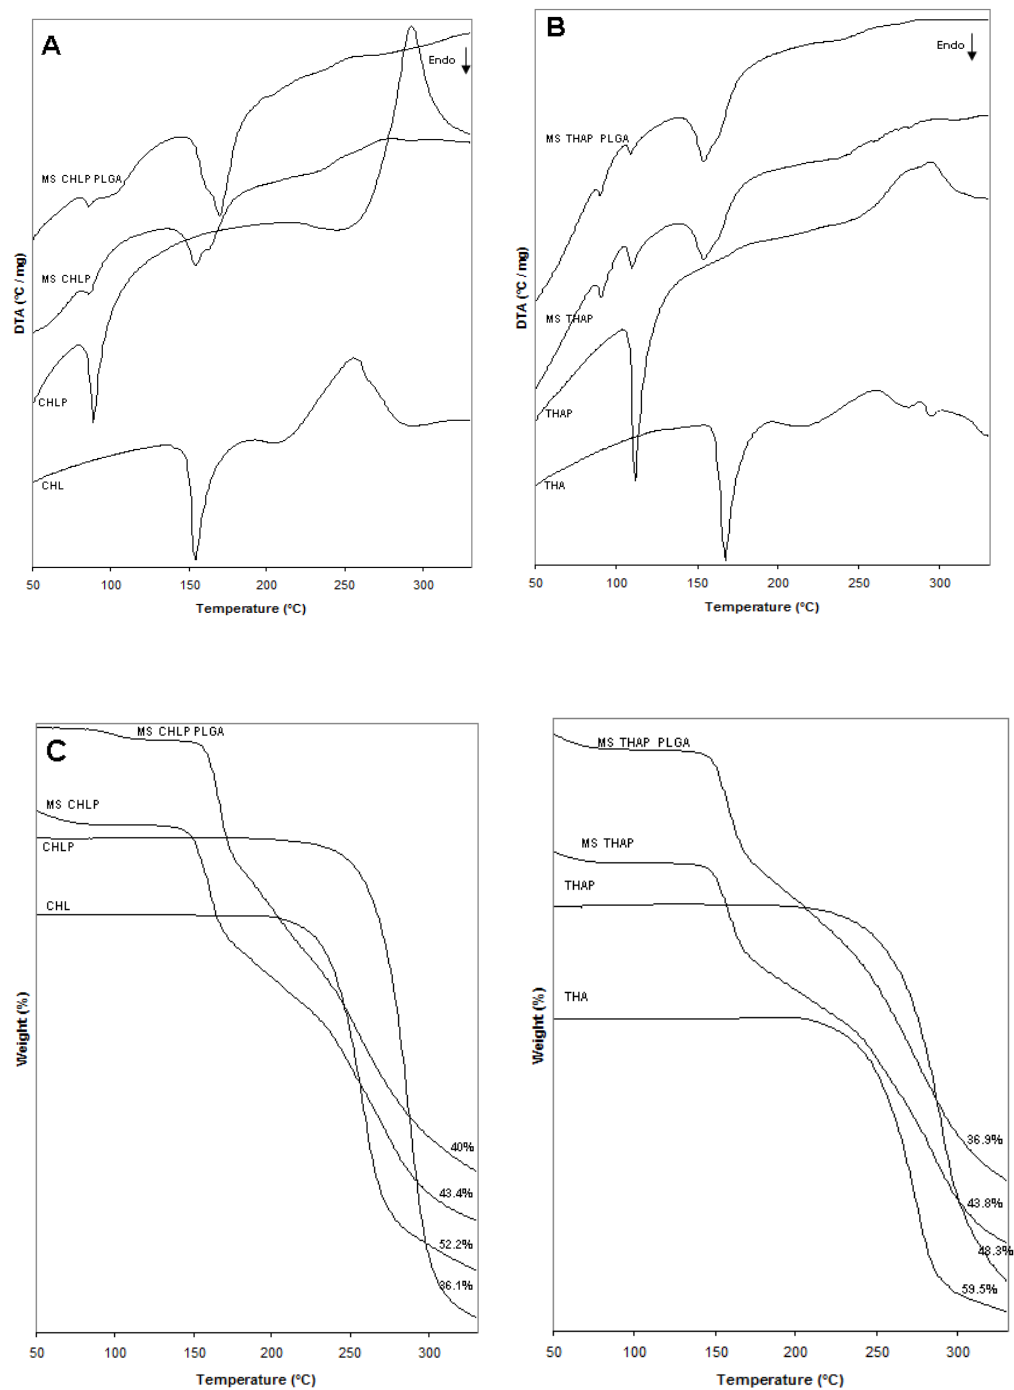 A
Endo
MS CHLP PLGA
MS CHLP
CHLP
CHL
DTA (°C / mg)
50 100 150 200 250 300
Temperature (°C)
B
Endo
MS THAP PLGA
MS THAP
THAP
THA
DTA (°C / mg)
50 100 150 200 250 300
Temperature (°C)
C
MS CHLP PLGA
MS CHLP
CHLP
CHL
40%
43.4%
52.2%
36.1%
Weight (%)
50 100 150 200 250 300
Temperature (°C)
MS THAP PLGA
MS THAP
THAP
THA
36.9%
43.8%
48.3%
59.5%
Weight (%)
50 100 150 200 250 300
Temperature (°C)